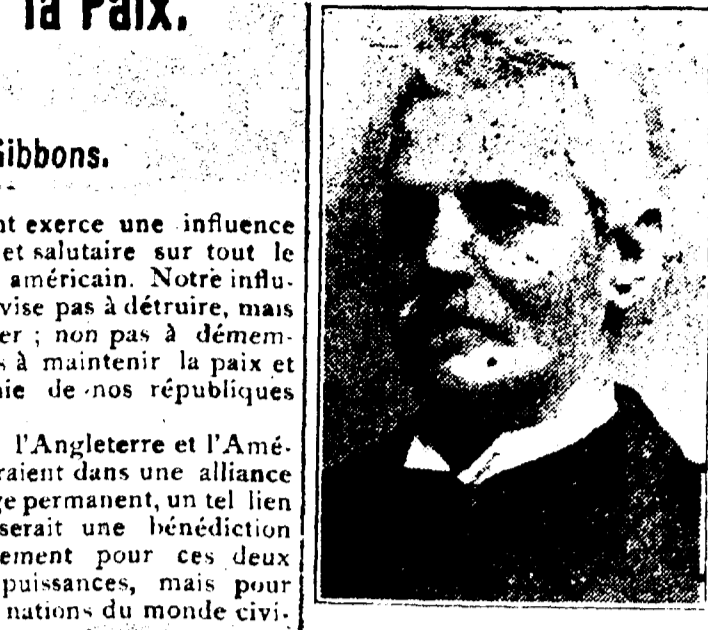 la Paix.
Gibbons.
nt exerce une influence
et salutaire sur tout le
américain. Notre influ-
vise pas à détruire, mais
er ; non pas à démem-
s à maintenir la paix et
nie de nos républiques
l'Angleterre et l'Amé-
raient dans une alliance
ge permanent, un tel lien
serait une bénédiction
ement pour ces deux
puissances, mais pour
nations du monde civi-